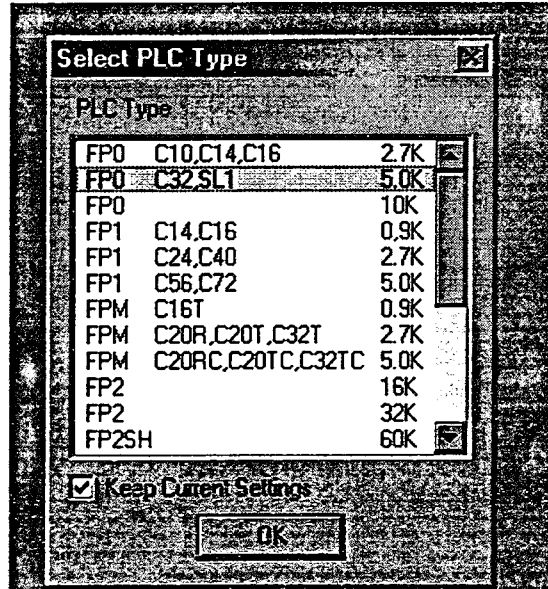 Select PLC Type
PLC Type
FP0 C10,C14,C16 2.7K
FP0 C32,SL1 5.0K
FP0 10K
FP1 C14,C16 0,9K
FP1 C24,C40 2.7K
FP1 C56,C72 5.0K
FPM C16T 0.9K
FPM C20R,C20T,C32T 2.7K
FPM C20RC,C20TC,C32TC 5.0K
FP2 16K
FP2 32K
FP2SH 60K
Keep Current Settings
OK